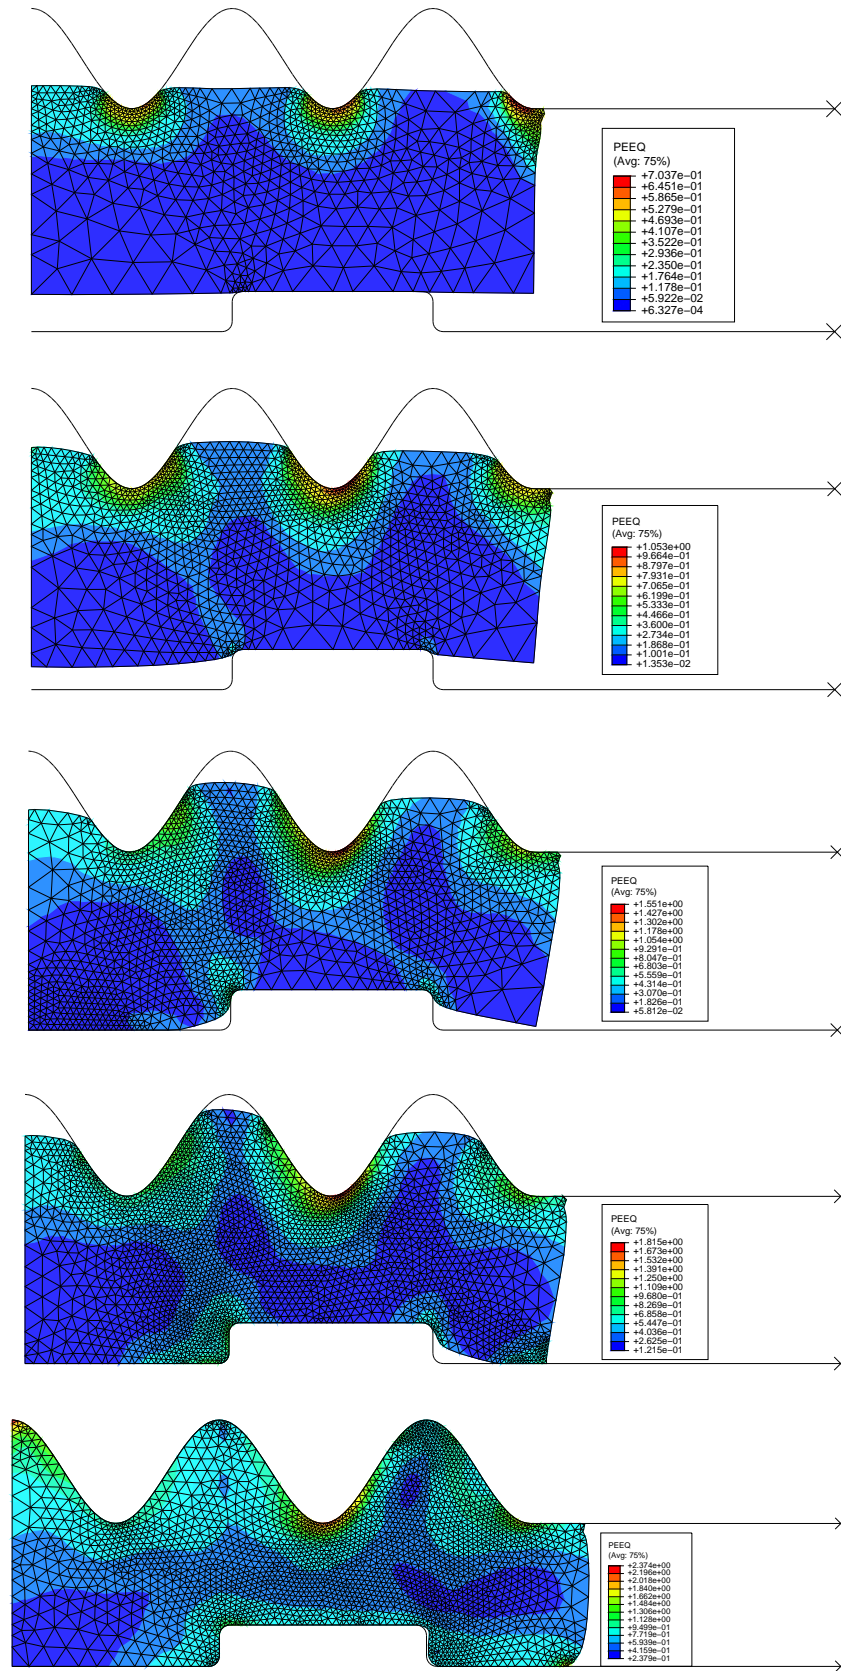 PEEQ
(Avg: 75%)
+7.037e−01
+6.451e−01
+5.865e−01
+5.279e−01
+4.693e−01
+4.107e−01
+3.522e−01
+2.936e−01
+2.350e−01
+1.764e−01
+1.178e−01
+5.922e−02
+6.327e−04
PEEQ
(Avg: 75%)
+1.053e+00
+9.664e−01
+8.797e−01
+7.931e−01
+7.065e−01
+6.199e−01
+5.333e−01
+4.466e−01
+3.600e−01
+2.734e−01
+1.868e−01
+1.001e−01
+1.353e−02
PEEQ
(Avg: 75%)
+1.551e+00
+1.427e+00
+1.302e+00
+1.178e+00
+1.054e+00
+9.291e−01
+8.047e−01
+6.803e−01
+5.559e−01
+4.314e−01
+3.070e−01
+1.826e−01
+5.812e−02
PEEQ
(Avg: 75%)
+1.815e+00
+1.673e+00
+1.532e+00
+1.391e+00
+1.250e+00
+1.109e+00
+9.680e−01
+8.269e−01
+6.858e−01
+5.447e−01
+4.036e−01
+2.625e−01
+1.215e−01
PEEQ
(Avg: 75%)
+2.374e+00
+2.196e+00
+2.018e+00
+1.840e+00
+1.662e+00
+1.484e+00
+1.306e+00
+1.128e+00
+9.499e−01
+7.719e−01
+5.939e−01
+4.159e−01
+2.379e−01